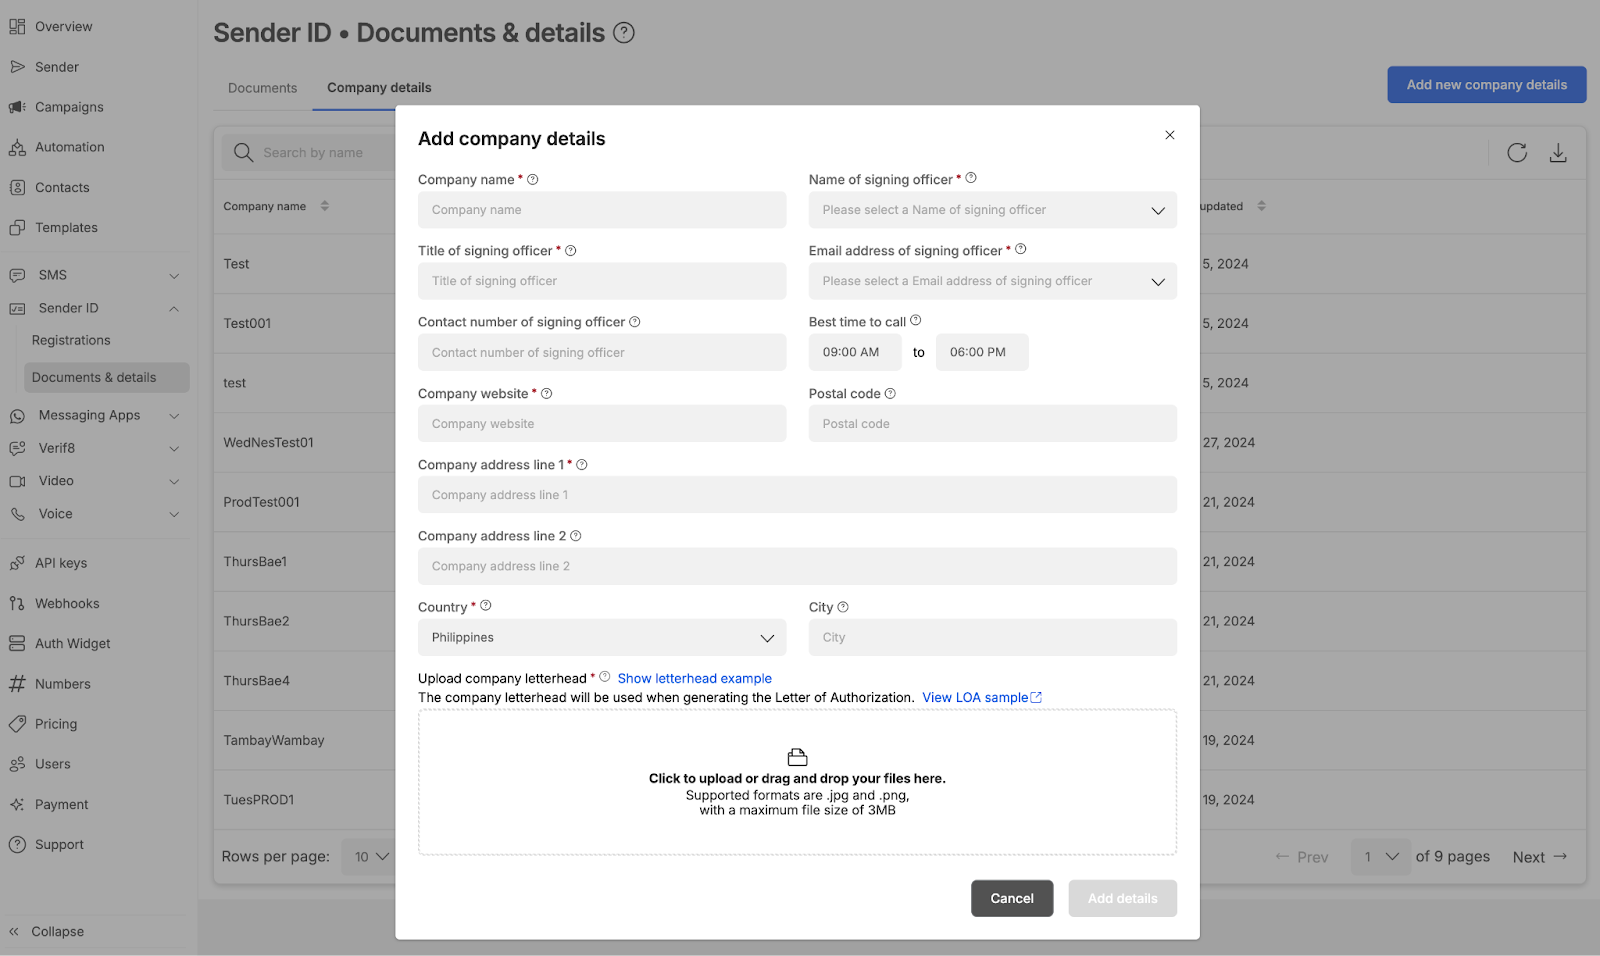 Overview
Sender
Campaigns
Automation
Contacts
Templates
SMS
Sender ID
Registrations
Documents & details
Messaging Apps
Verif8
Video
Voice
API keys
Webhooks
Auth Widget
Numbers
Pricing
Users
Payment
Support
Collapse
Sender ID • Documents & details
Documents
Company details
Add new company details
Search by name
Company name
updated
Test
5, 2024
Test001
5, 2024
test
5, 2024
WedNesTest01
27, 2024
ProdTest001
21, 2024
ThursBae1
21, 2024
ThursBae2
21, 2024
ThursBae4
21, 2024
TambayWambay
19, 2024
TuesPROD1
19, 2024
Rows per page: 10
Prev 1 of 9 pages Next
Add company details
Company name *
Company name
Name of signing officer *
Please select a Name of signing officer
Title of signing officer *
Title of signing officer
Email address of signing officer *
Please select a Email address of signing officer
Contact number of signing officer
Contact number of signing officer
Best time to call
09:00 AM to 06:00 PM
Company website *
Company website
Postal code
Postal code
Company address line 1 *
Company address line 1
Company address line 2
Company address line 2
Country *
Philippines
City
City
Upload company letterhead * Show letterhead example
The company letterhead will be used when generating the Letter of Authorization. View LOA sample
Click to upload or drag and drop your files here.
Supported formats are .jpg and .png,
with a maximum file size of 3MB
Cancel
Add details